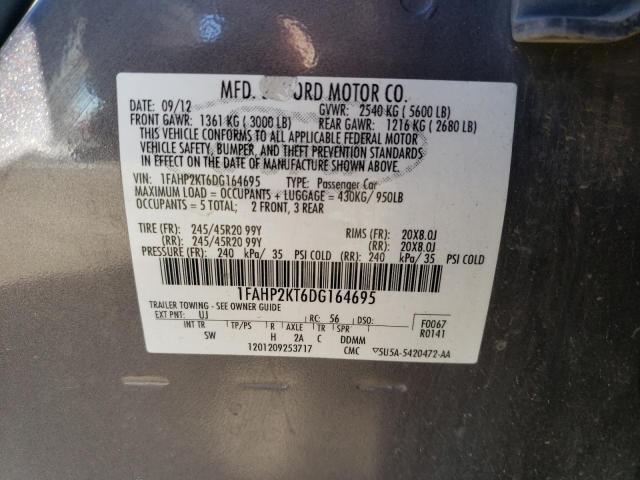 MFD. FORD MOTOR CO.
DATE: 09/12 GVWR: 2540 KG ( 5600 LB)
FRONT GAWR: 1361 KG ( 3000 LB) REAR GAWR: 1216 KG ( 2680 LB)
THIS VEHICLE CONFORMS TO ALL APPLICABLE FEDERAL MOTOR
VEHICLE SAFETY, BUMPER, AND THEFT PREVENTION STANDARDS
IN EFFECT ON THE DATE OF MANUFACTURE SHOWN ABOVE.
VIN: 1FAHP2KT6DG164695 TYPE: Passenger Car
MAXIMUM LOAD = OCCUPANTS + LUGGAGE = 430KG/ 950LB
OCCUPANTS = 5 TOTAL; 2 FRONT, 3 REAR
TIRE (FR): 245/45R20 99Y RIMS (FR): 20X8.0J
(RR): 245/45R20 99Y (RR): 20X8.0J
PRESSURE (FR): 240 kPa/ 35 PSI COLD (RR): 240 kPa/ 35 PSI COLD
1FAHP2KT6DG164695
TRAILER TOWING - SEE OWNER GUIDE
EXT PNT: UJ RC: 56 DSO: F0067
R0141
INT TR TP/PS R AXLE TR SPR
SW H 2A C DDMM
1201209253717 CMC 5U5A-5420472-AA